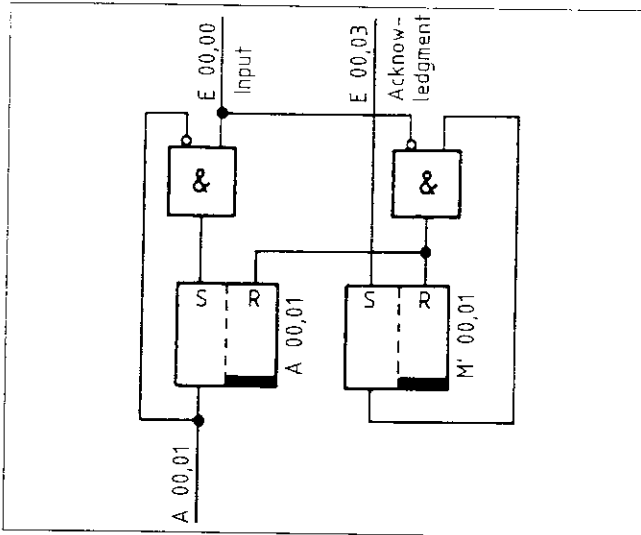 E 00,00
Input
E 00,03
Acknow-
ledgment
&
&
S
R
A 00,01
S
R
M' 00,01
A 00,01